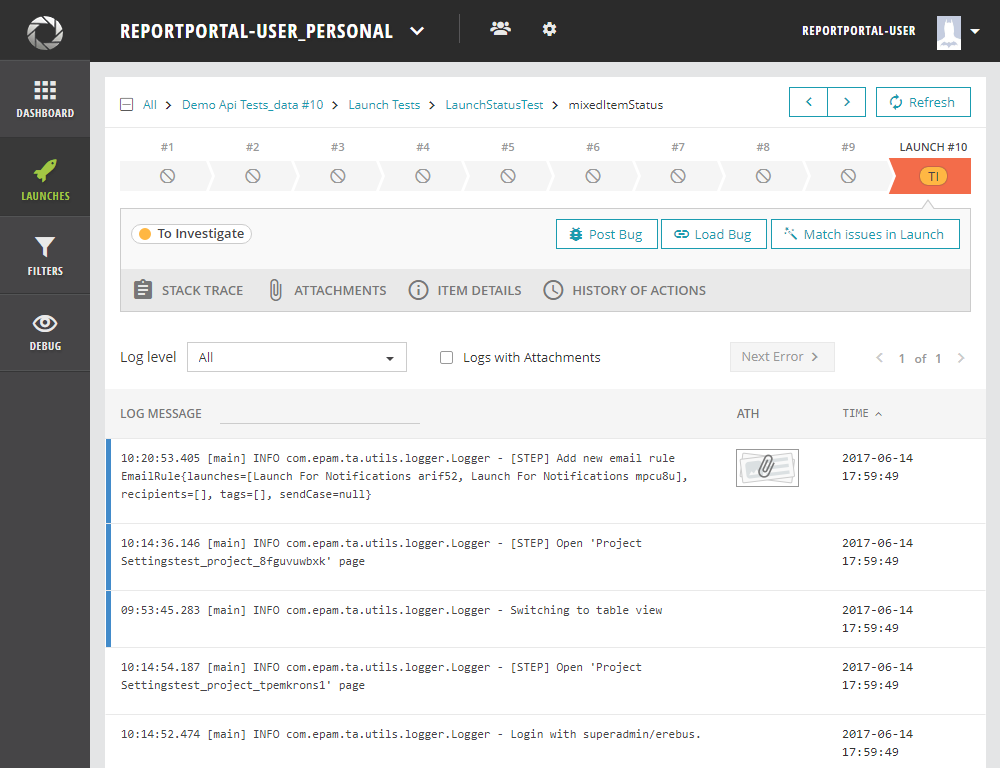 REPORTPORTAL-USER_PERSONAL
REPORTPORTAL-USER
DASHBOARD
LAUNCHES
FILTERS
DEBUG
All > Demo Api Tests_data #10 > Launch Tests > LaunchStatusTest > mixedItemStatus
Refresh
#1 #2 #3 #4 #5 #6 #7 #8 #9 LAUNCH #10
TI
To Investigate
Post Bug Load Bug Match issues in Launch
STACK TRACE ATTACHMENTS ITEM DETAILS HISTORY OF ACTIONS
Log level All Logs with Attachments Next Error > < 1 of 1 >
LOG MESSAGE ATH TIME
10:20:53.405 [main] INFO com.epam.ta.utils.logger.Logger - [STEP] Add new email rule
EmailRule{launches=[Launch For Notifications arif52, Launch For Notifications mpcu8u],
recipients=[], tags=[], sendCase=null}
2017-06-14
17:59:49
10:14:36.146 [main] INFO com.epam.ta.utils.logger.Logger - [STEP] Open 'Project
Settingstest_project_8fguvuwbxk' page
2017-06-14
17:59:49
09:53:45.283 [main] INFO com.epam.ta.utils.logger.Logger - Switching to table view
2017-06-14
17:59:49
10:14:54.187 [main] INFO com.epam.ta.utils.logger.Logger - [STEP] Open 'Project
Settingstest_project_tpemkrons1' page
2017-06-14
17:59:49
10:14:52.474 [main] INFO com.epam.ta.utils.logger.Logger - Login with superadmin/erebus.
2017-06-14
17:59:49